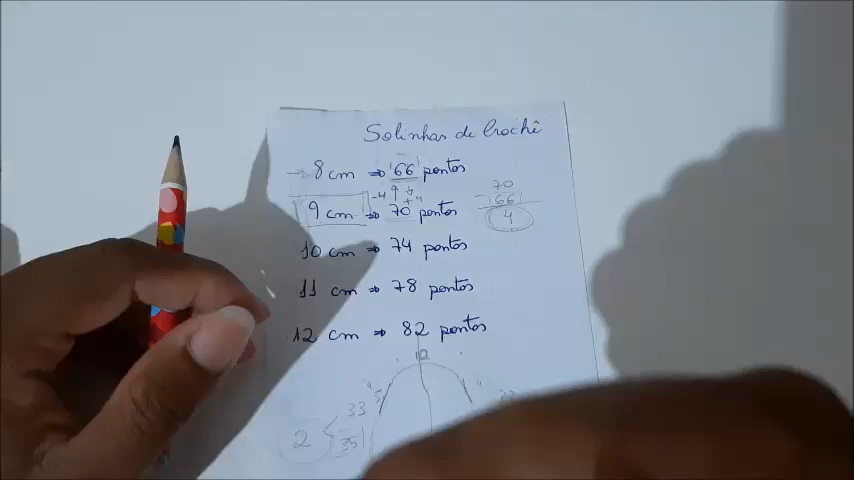 Solinhas de Crochê
→ 8 cm ⇒ 66 pontos
-4 +4
9 cm ⇒ 70 pontos
70
- 66
4
10 cm ⇒ 74 pontos
11 cm ⇒ 78 pontos
12 cm ⇒ 82 pontos
12
33
2 < 35